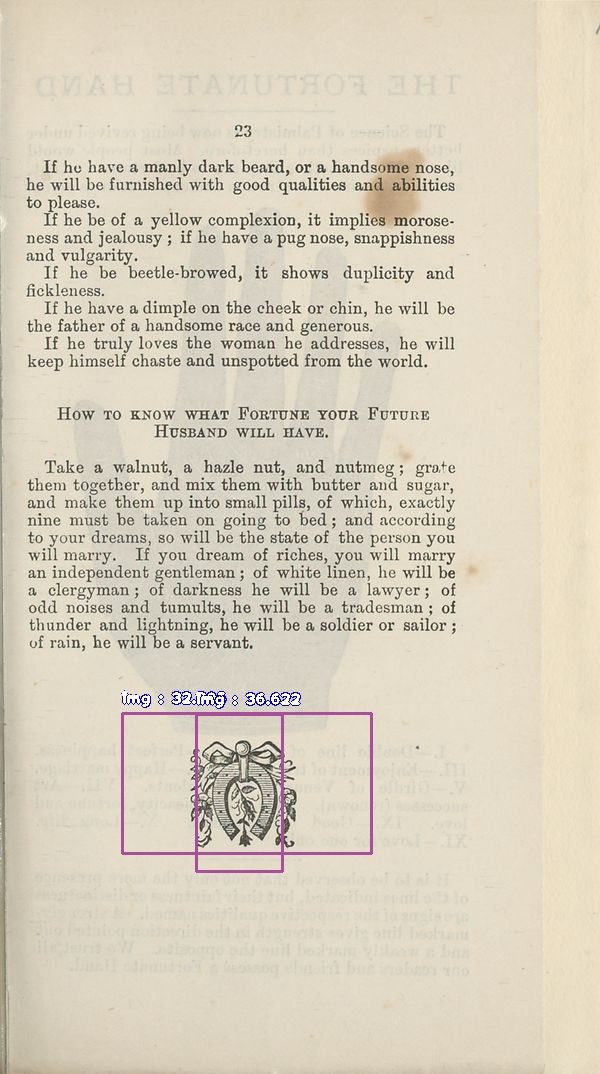 23
If he have a manly dark beard, or a handsome nose,
he will be furnished with good qualities and abilities
to please.
If he be of a yellow complexion, it implies morose-
ness and jealousy ; if he have a pug nose, snappishness
and vulgarity.
If he be beetle-browed, it shows duplicity and
fickleness.
If he have a dimple on the cheek or chin, he will be
the father of a handsome race and generous.
If he truly loves the woman he addresses, he will
keep himself chaste and unspotted from the world.
How to know what Fortune your Future
Husband will have.
Take a walnut, a hazle nut, and nutmeg ; grate
them together, and mix them with butter and sugar,
and make them up into small pills, of which, exactly
nine must be taken on going to bed ; and according
to your dreams, so will be the state of the person you
will marry. If you dream of riches, you will marry
an independent gentleman ; of white linen, he will be
a clergyman ; of darkness he will be a lawyer ; of
odd noises and tumults, he will be a tradesman ; of
thunder and lightning, he will be a soldier or sailor ;
of rain, he will be a servant.
img : 32. img : 36.622